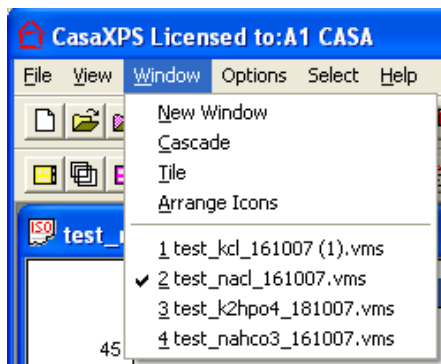 CasaXPS Licensed to:A1 CASA
File View Window Options Select Help
New Window
Cascade
Tile
Arrange Icons
ISO
test_
1 test_kcl_161007 (1).vms
2 test_nacl_161007.vms
3 test_k2hpo4_181007.vms
4 test_nahco3_161007.vms
45